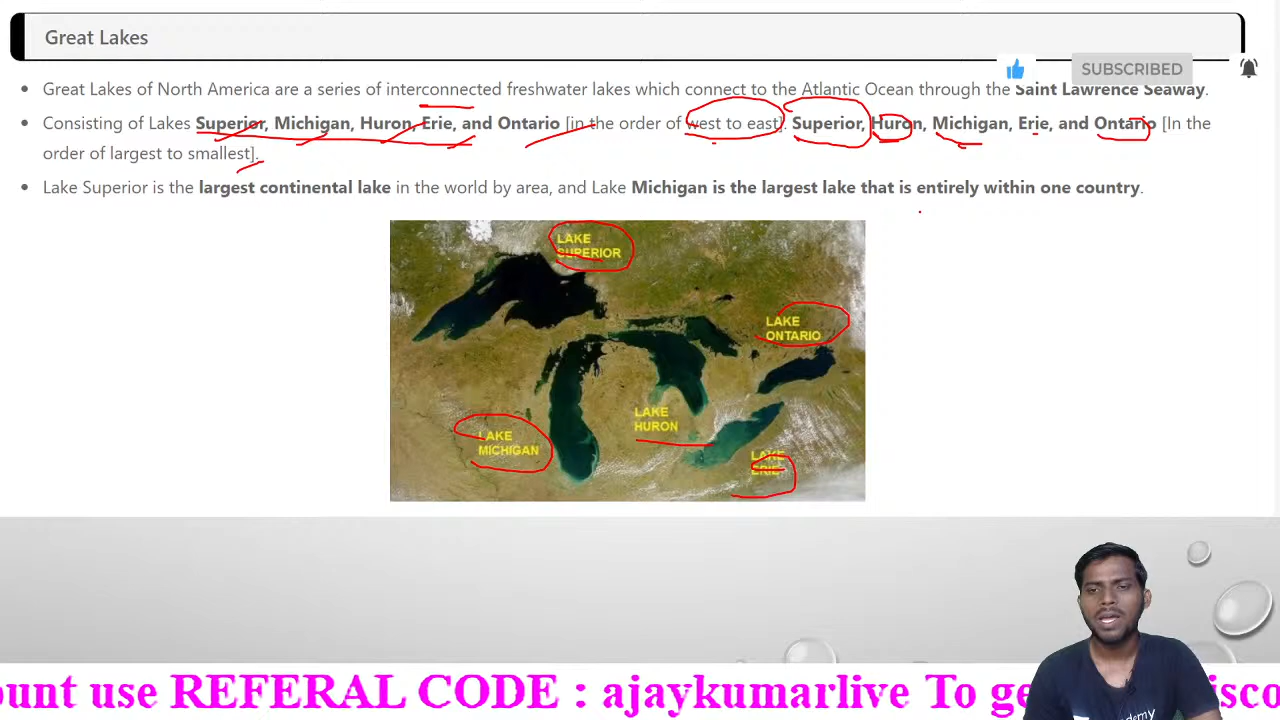 Great Lakes
SUBSCRIBED
Great Lakes of North America are a series of interconnected freshwater lakes which connect to the Atlantic Ocean through the Saint Lawrence Seaway.
Consisting of Lakes Superior, Michigan, Huron, Erie, and Ontario [in the order of west to east]. Superior, Huron, Michigan, Erie, and Ontario [In the
order of largest to smallest].
Lake Superior is the largest continental lake in the world by area, and Lake Michigan is the largest lake that is entirely within one country.
LAKE
SUPERIOR
LAKE
ONTARIO
LAKE
HURON
LAKE
MICHIGAN
LAKE
ERIE
use REFERAL CODE : ajaykumarlive To